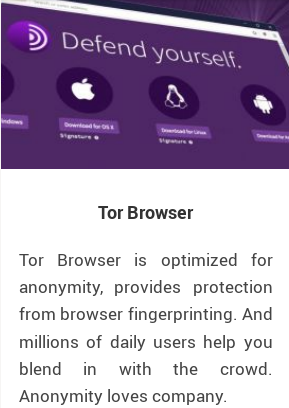 Defend yourself.
Windows
Download for OS X
Download for Linux
Signature
Signature
Tor Browser
Tor Browser is optimized for
anonymity, provides protection
from browser fingerprinting. And
millions of daily users help you
blend in with the crowd.
Anonymity loves company.